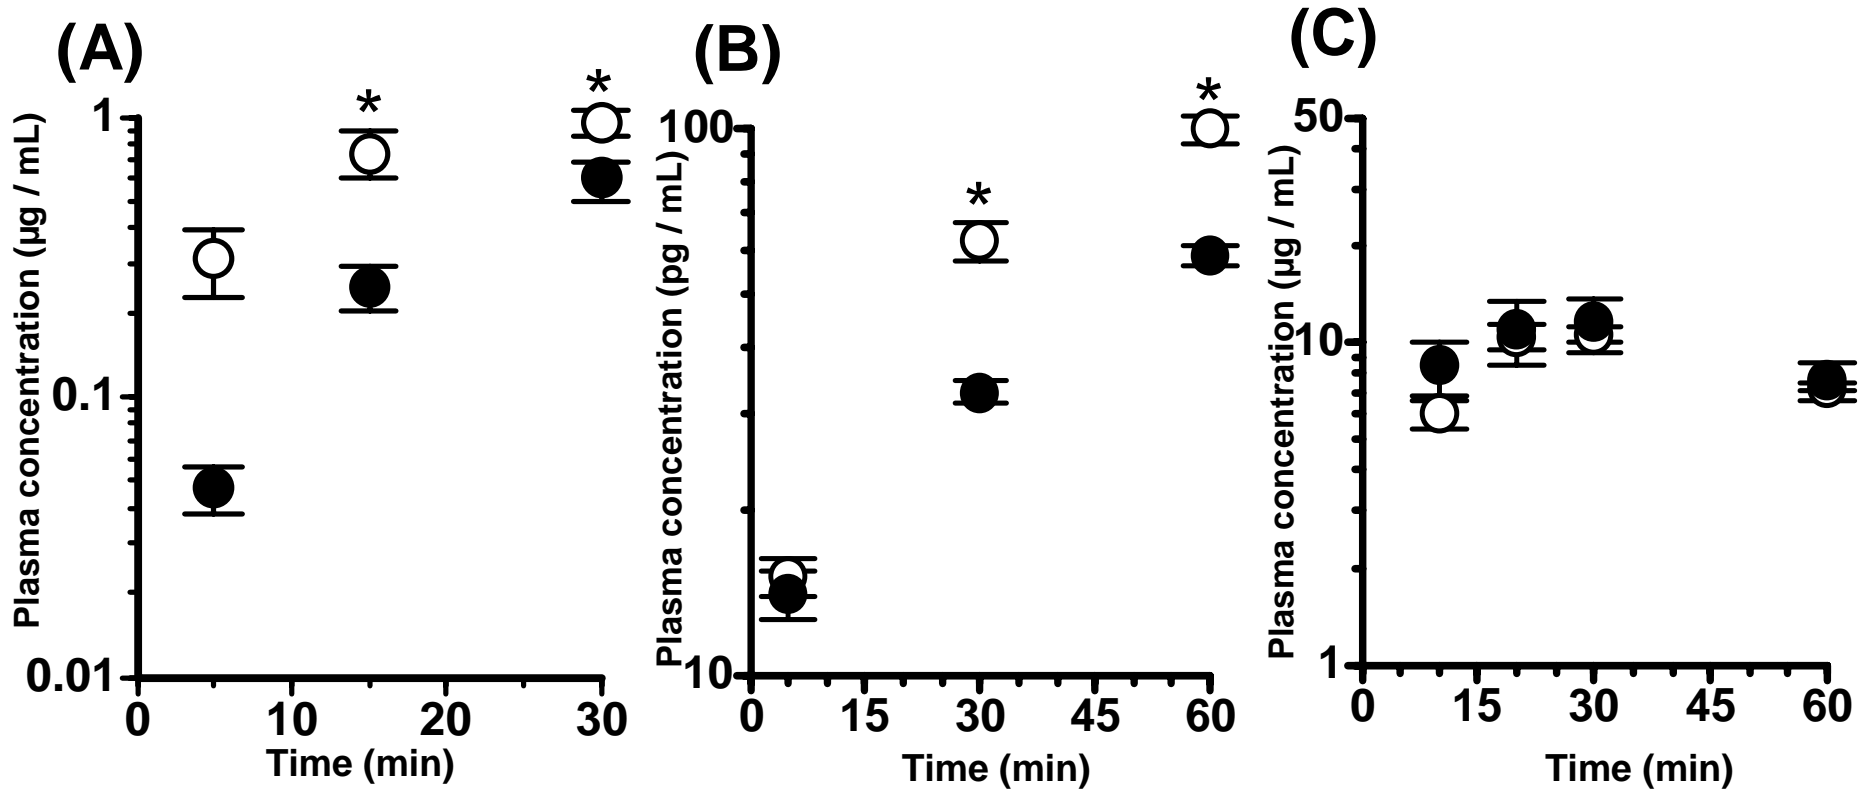 (A)
Plasma concentration (µg / mL)
1
0.1
0.01
*
*
0 10 20 30
Time (min)
(B)
Plasma concentration (pg / mL)
100
10
*
*
0 15 30 45 60
Time (min)
(C)
Plasma concentration (µg / mL)
50
10
1
0 15 30 45 60
Time (min)